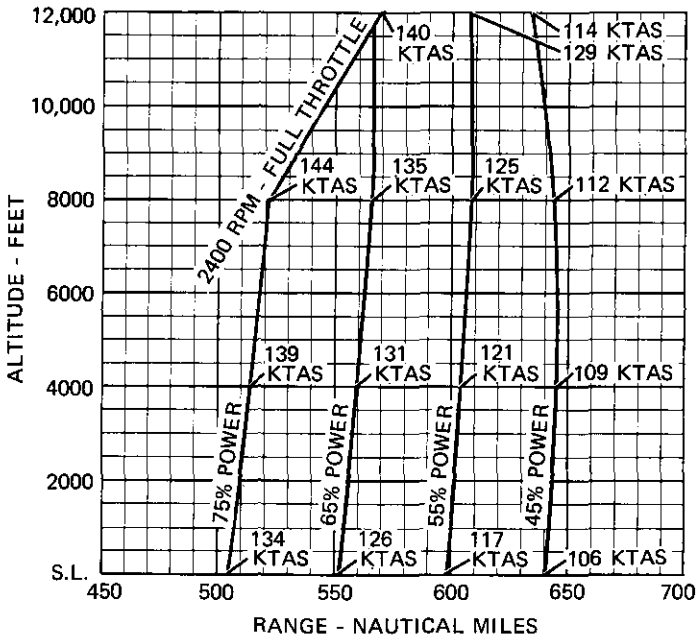 12,000
10,000
8000
6000
4000
2000
S.L.
ALTITUDE - FEET
450
500
550
600
650
700
RANGE - NAUTICAL MILES
2400 RPM - FULL THROTTLE
75% POWER
65% POWER
55% POWER
45% POWER
140
KTAS
114 KTAS
129 KTAS
144
KTAS
135
KTAS
125
KTAS
112 KTAS
139
KTAS
131
KTAS
121
KTAS
109 KTAS
134
KTAS
126
KTAS
117
KTAS
106 KTAS